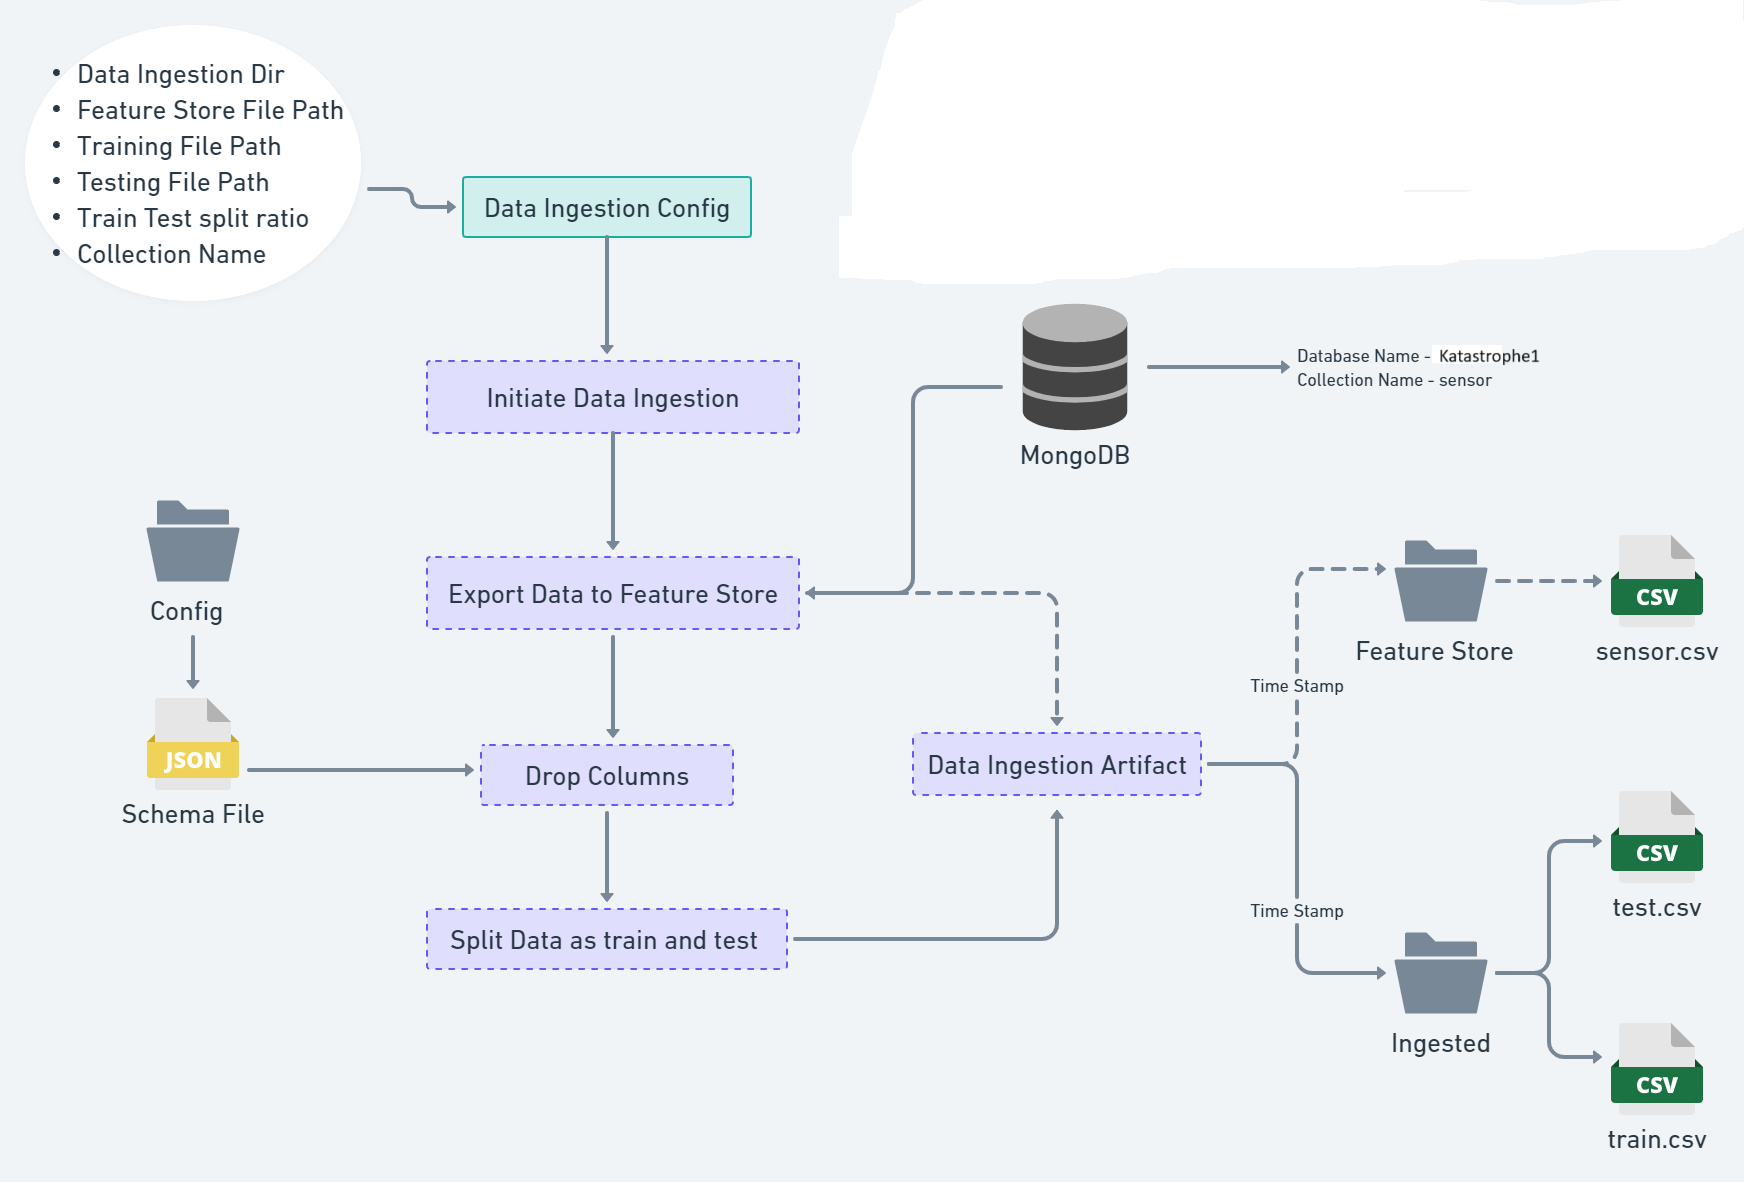 • Data Ingestion Dir
• Feature Store File Path
• Training File Path
• Testing File Path
• Train Test split ratio
• Collection Name
Data Ingestion Config
Initiate Data Ingestion
Database Name - Katastrophe1
Collection Name - sensor
MongoDB
Config
Export Data to Feature Store
Feature Store
CSV
sensor.csv
Time Stamp
JSON
Schema File
Drop Columns
Data Ingestion Artifact
CSV
test.csv
Time Stamp
Split Data as train and test
Ingested
CSV
train.csv